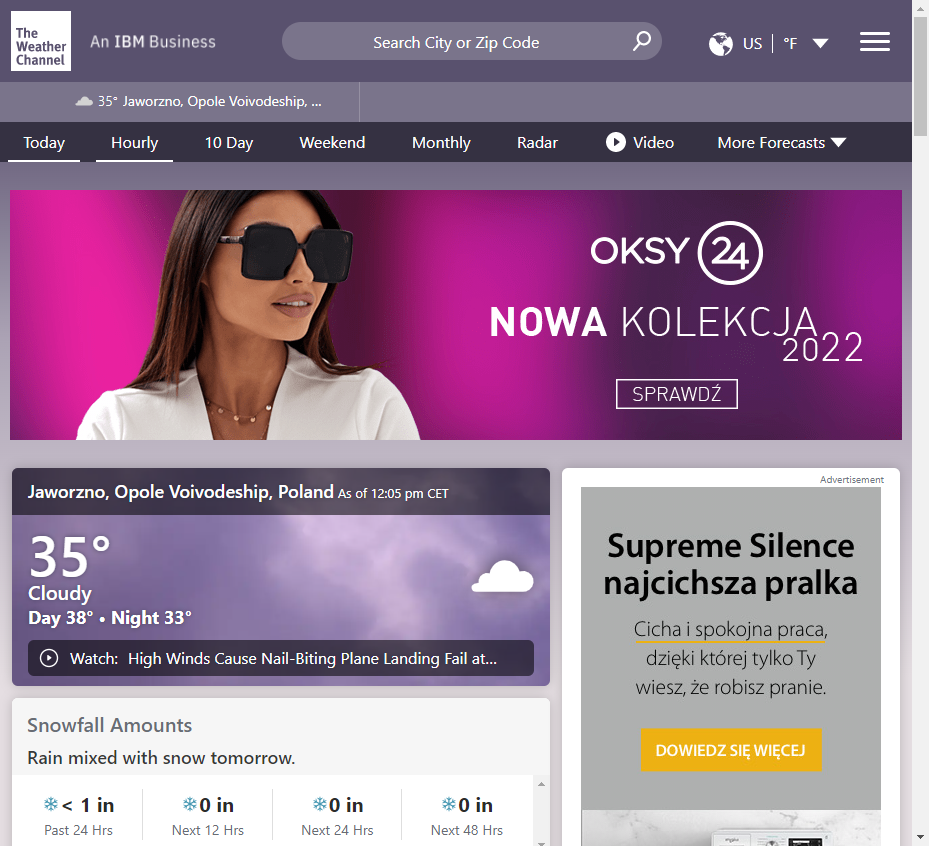 The
Weather
Channel
An IBM Business
Search City or Zip Code
US
°F
35° Jaworzno, Opole Voivodeship, ...
Today
Hourly
10 Day
Weekend
Monthly
Radar
Video
More Forecasts
OKSY 24
NOWA KOLEKCJA
2022
SPRAWDŹ
Jaworzno, Opole Voivodeship, Poland As of 12:05 pm CET
35°
Cloudy
Day 38° • Night 33°
Watch: High Winds Cause Nail-Biting Plane Landing Fail at...
Snowfall Amounts
Rain mixed with snow tomorrow.
< 1 in
Past 24 Hrs
0 in
Next 12 Hrs
0 in
Next 24 Hrs
0 in
Next 48 Hrs
Advertisement
Supreme Silence
najcichsza pralka
Cicha i spokojna praca,
dzięki której tylko Ty
wiesz, że robisz pranie.
DOWIEDZ SIĘ WIĘCEJ